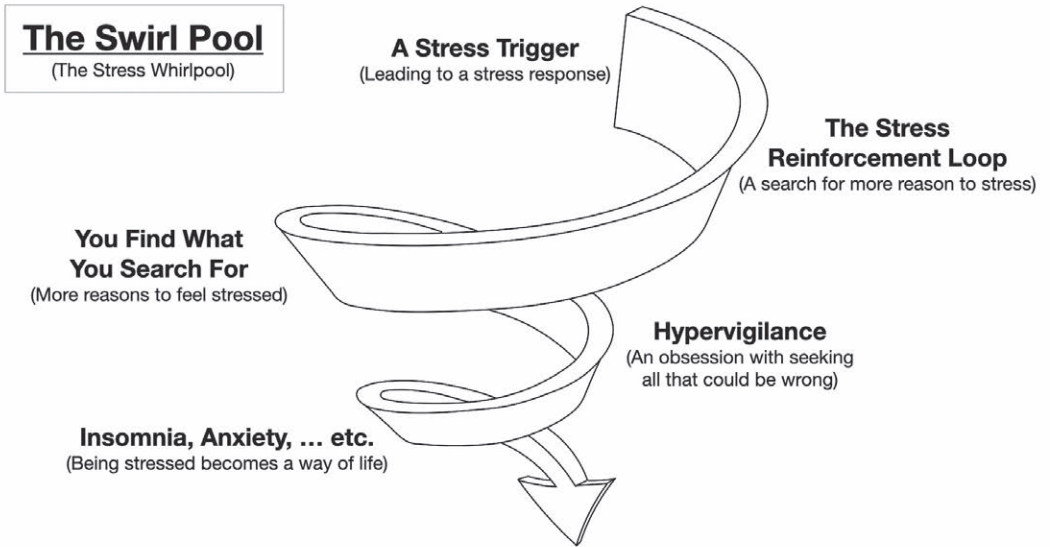 The Swirl Pool
(The Stress Whirlpool)
A Stress Trigger
(Leading to a stress response)
The Stress
Reinforcement Loop
(A search for more reason to stress)
You Find What
You Search For
(More reasons to feel stressed)
Hypervigilance
(An obsession with seeking
all that could be wrong)
Insomnia, Anxiety, … etc.
(Being stressed becomes a way of life)